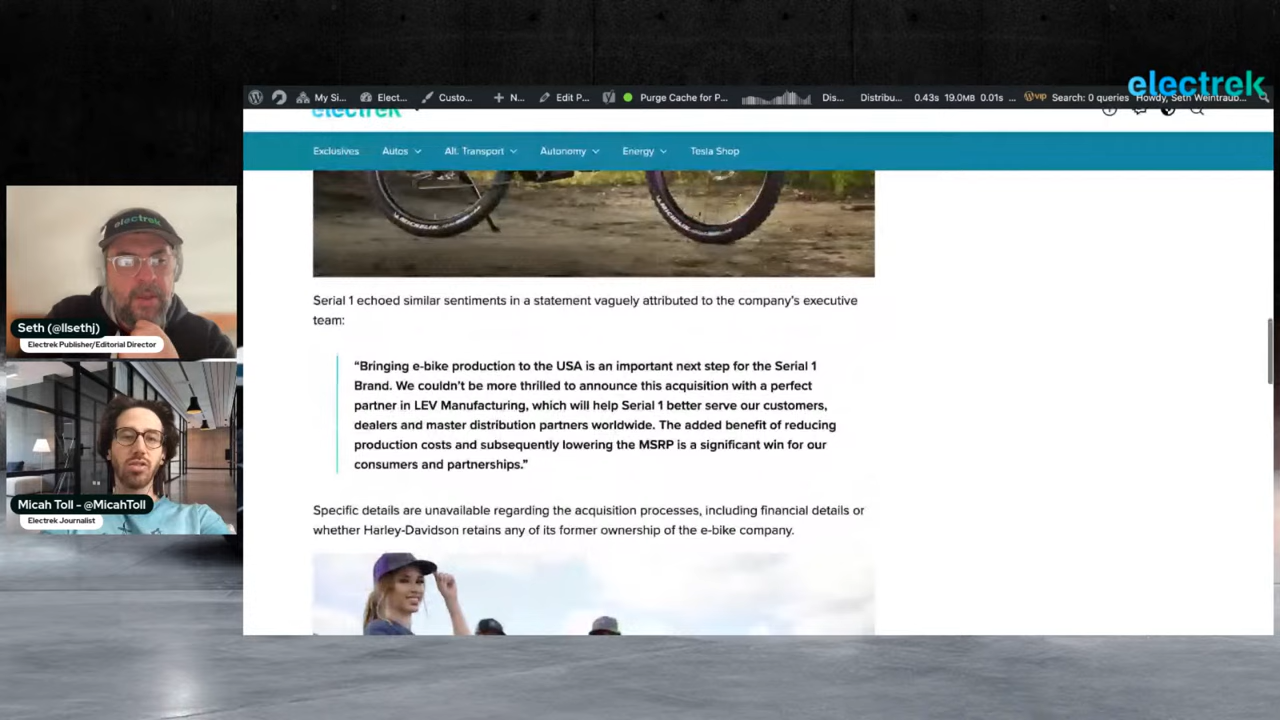 electrek
My Si...
Elect...
Custo...
N...
Edit P...
Purge Cache for P...
Dis...
Distribu...
0.43s 19.0MB 0.01s ...
vip Search: 0 queries
Howdy, Seth Weintraub...
electrek
Exclusives
Autos
Alt. Transport
Autonomy
Energy
Tesla Shop
Serial 1 echoed similar sentiments in a statement vaguely attributed to the company’s executive
team:
“Bringing e-bike production to the USA is an important next step for the Serial 1
Brand. We couldn’t be more thrilled to announce this acquisition with a perfect
partner in LEV Manufacturing, which will help Serial 1 better serve our customers,
dealers and master distribution partners worldwide. The added benefit of reducing
production costs and subsequently lowering the MSRP is a significant win for our
consumers and partnerships.”
Specific details are unavailable regarding the acquisition processes, including financial details or
whether Harley-Davidson retains any of its former ownership of the e-bike company.
electrek
Seth (@llsethj)
Electrek Publisher/Editorial Director
Micah Toll - @MicahToll
Electrek Journalist